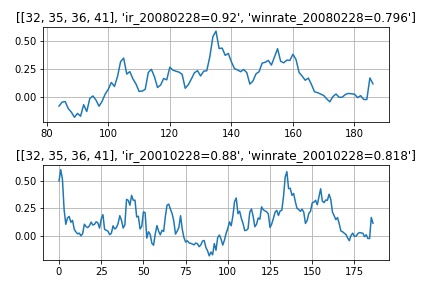 [[32, 35, 36, 41], 'ir_20080228=0.92', 'winrate_20080228=0.796']
0.50
0.25
0.00
80 100 120 140 160 180
[[32, 35, 36, 41], 'ir_20010228=0.88', 'winrate_20010228=0.818']
0.50
0.25
0.00
0 25 50 75 100 125 150 175